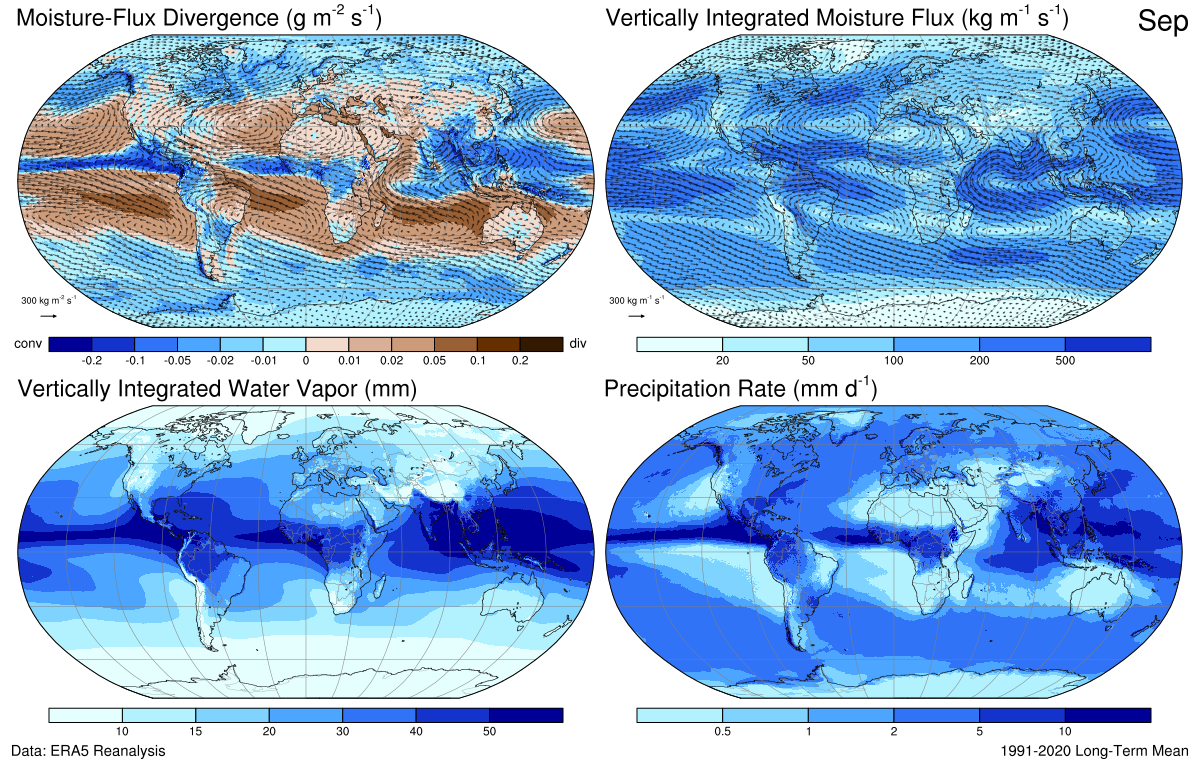 Moisture-Flux Divergence (g m⁻² s⁻¹)
Vertically Integrated Moisture Flux (kg m⁻¹ s⁻¹)
Sep
300 kg m⁻² s⁻¹
300 kg m⁻¹ s⁻¹
conv
div
-0.2 -0.1 -0.05 -0.02 -0.01 0 0.01 0.02 0.05 0.1 0.2
20 50 100 200 500
Vertically Integrated Water Vapor (mm)
Precipitation Rate (mm d⁻¹)
10 15 20 30 40 50
0.5 1 2 5 10
Data: ERA5 Reanalysis
1991-2020 Long-Term Mean